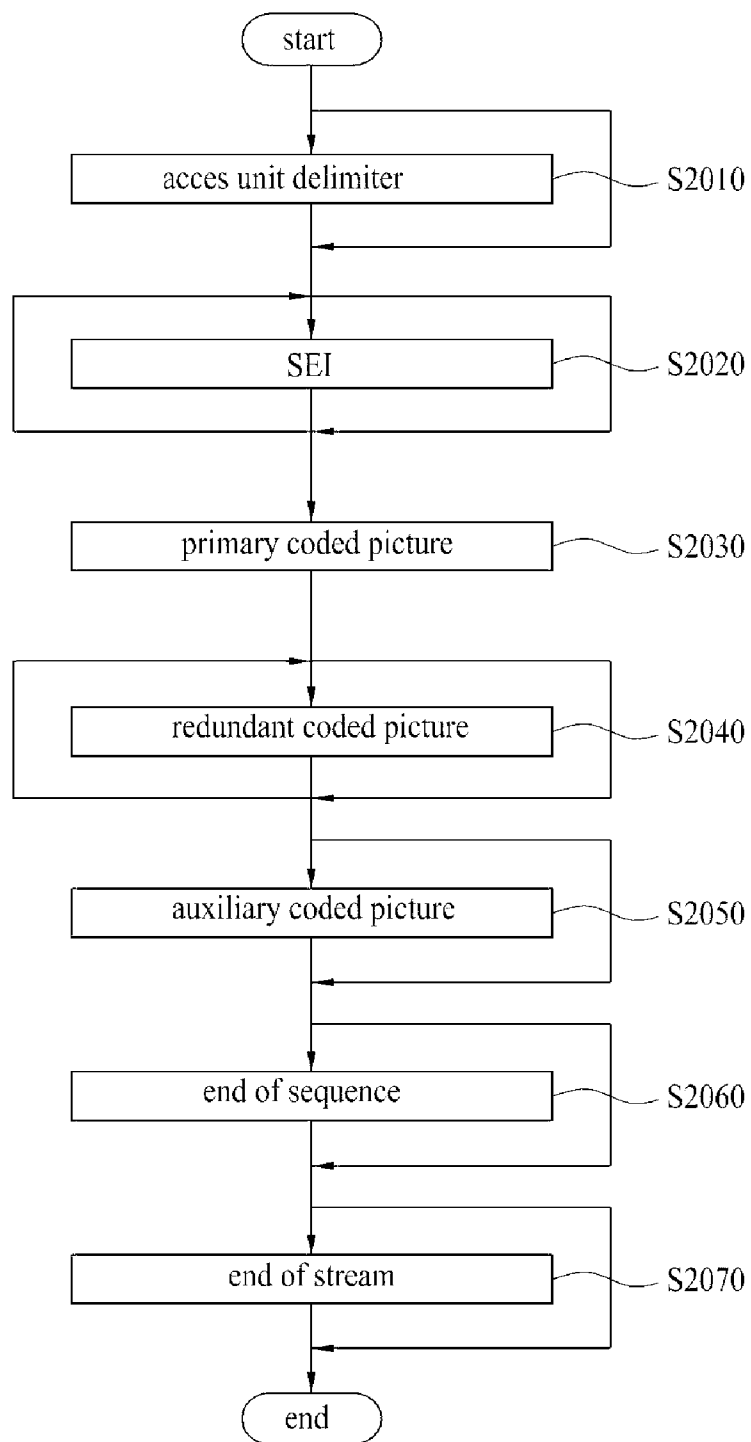 start
acces unit delimiter
S2010
SEI
S2020
primary coded picture
S2030
redundant coded picture
S2040
auxiliary coded picture
S2050
end of sequence
S2060
end of stream
S2070
end